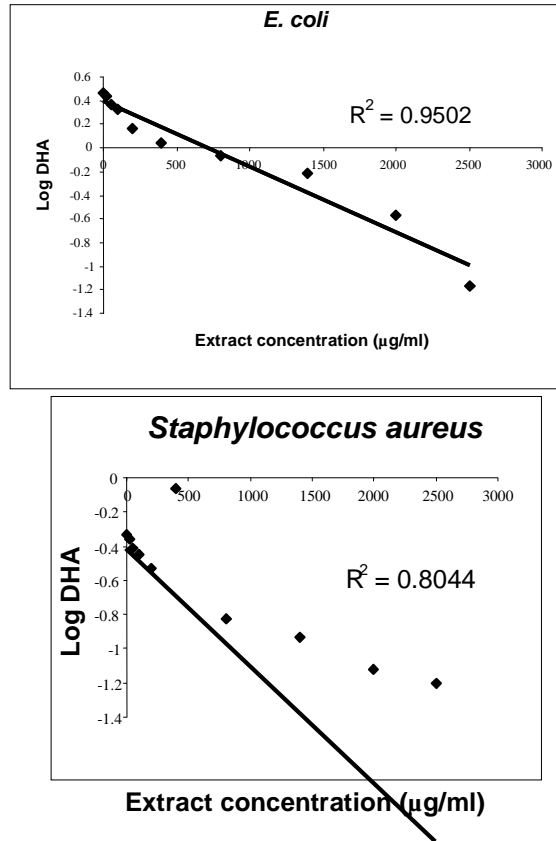 E. coli
0.6
0.4
0.2
0
-0.2
-0.4
-0.6
-0.8
-1
-1.2
-1.4
0 500 1000 1500 2000 2500 3000
R² = 0.9502
Log DHA
Extract concentration (µg/ml)
Staphylococcus aureus
0
-0.2
-0.4
-0.6
-0.8
-1
-1.2
-1.4
0 500 1000 1500 2000 2500 3000
R² = 0.8044
Log DHA
Extract concentration (µg/ml)